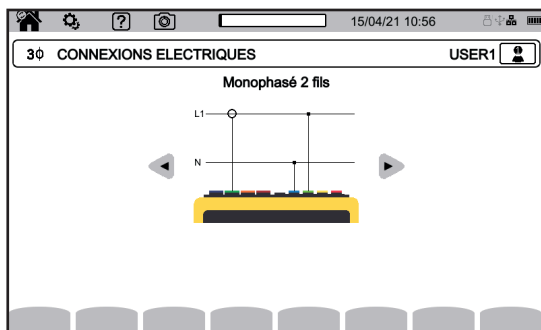 ?
15/04/21 10:56
3ϕ CONNEXIONS ELECTRIQUES USER1
Monophasé 2 fils
L1
N